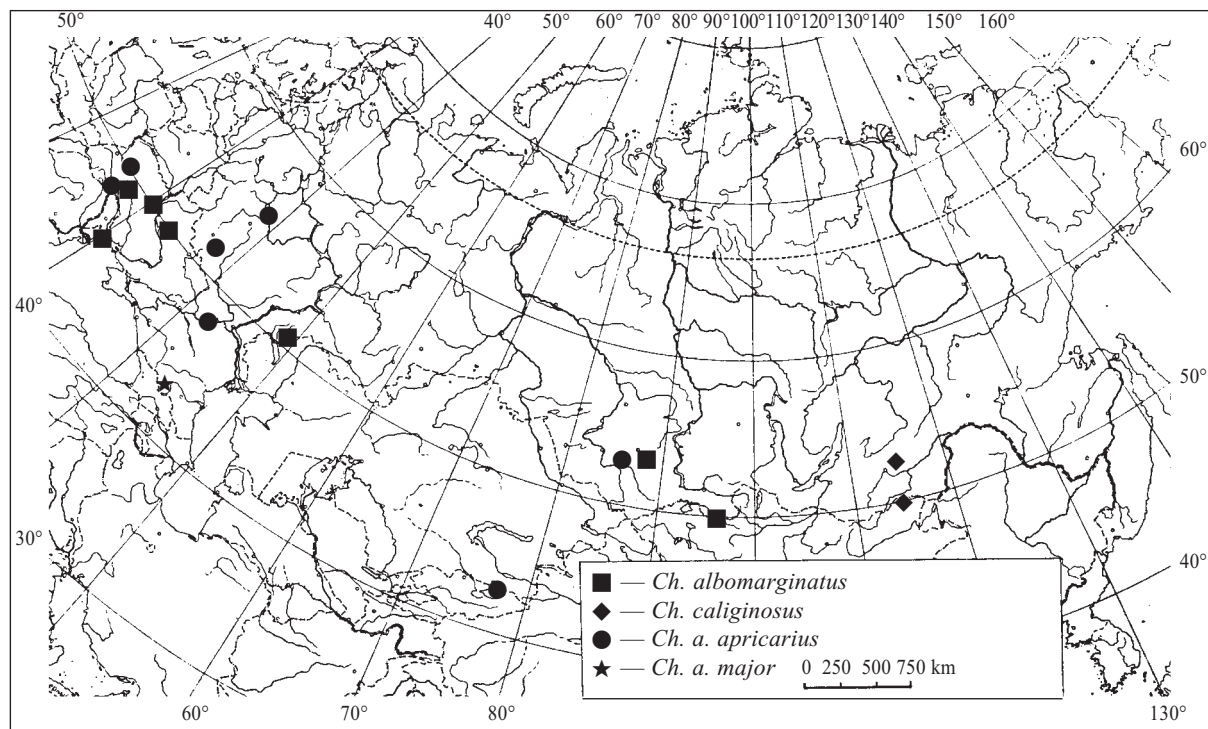 50° 40° 50° 60° 70° 80° 90° 100° 110° 120° 130° 140° 150° 160°
60°
40°
50°
30°
40°
■ — Ch. albomarginatus
◆ — Ch. caliginosus
● — Ch. a. apricarius
★ — Ch. a. major
0 250 500 750 km
60° 70° 80° 130°